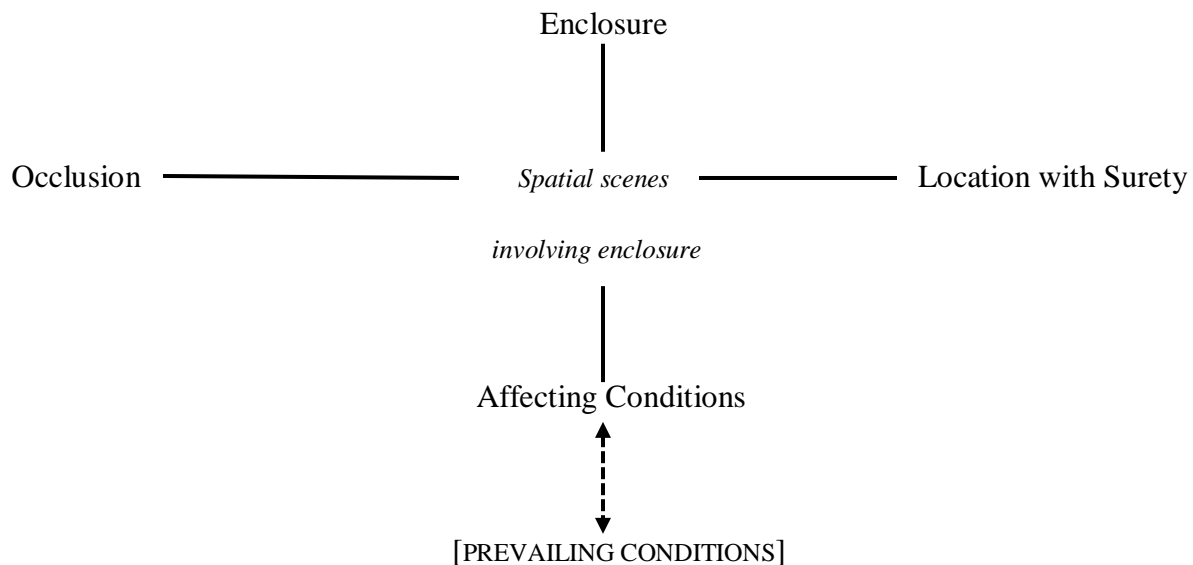 Enclosure
Occlusion
Spatial scenes
Location with Surety
involving enclosure
Affecting Conditions
[PREVAILING CONDITIONS]